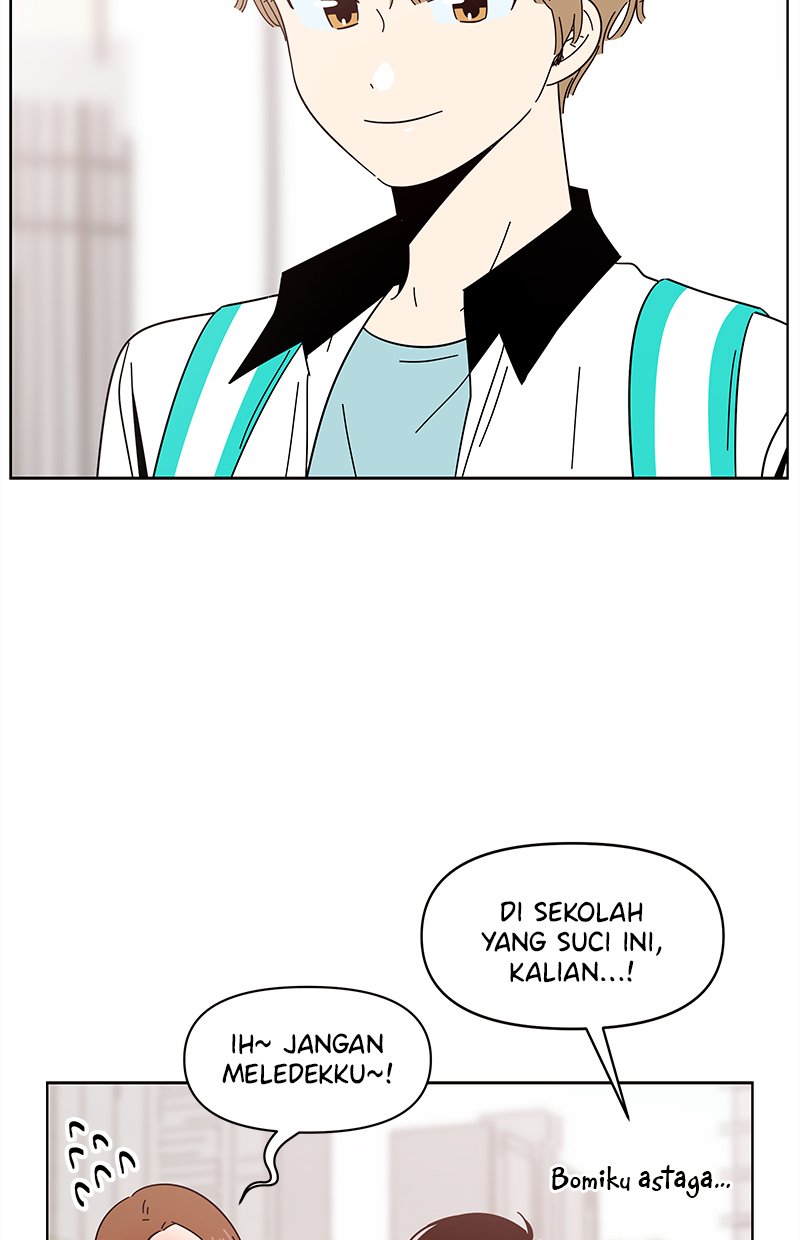 DI SEKOLAH
YANG SUCI INI,
KALIAN...!
IH~ JANGAN
MELEDEKKU~!
Bomiku astaga...